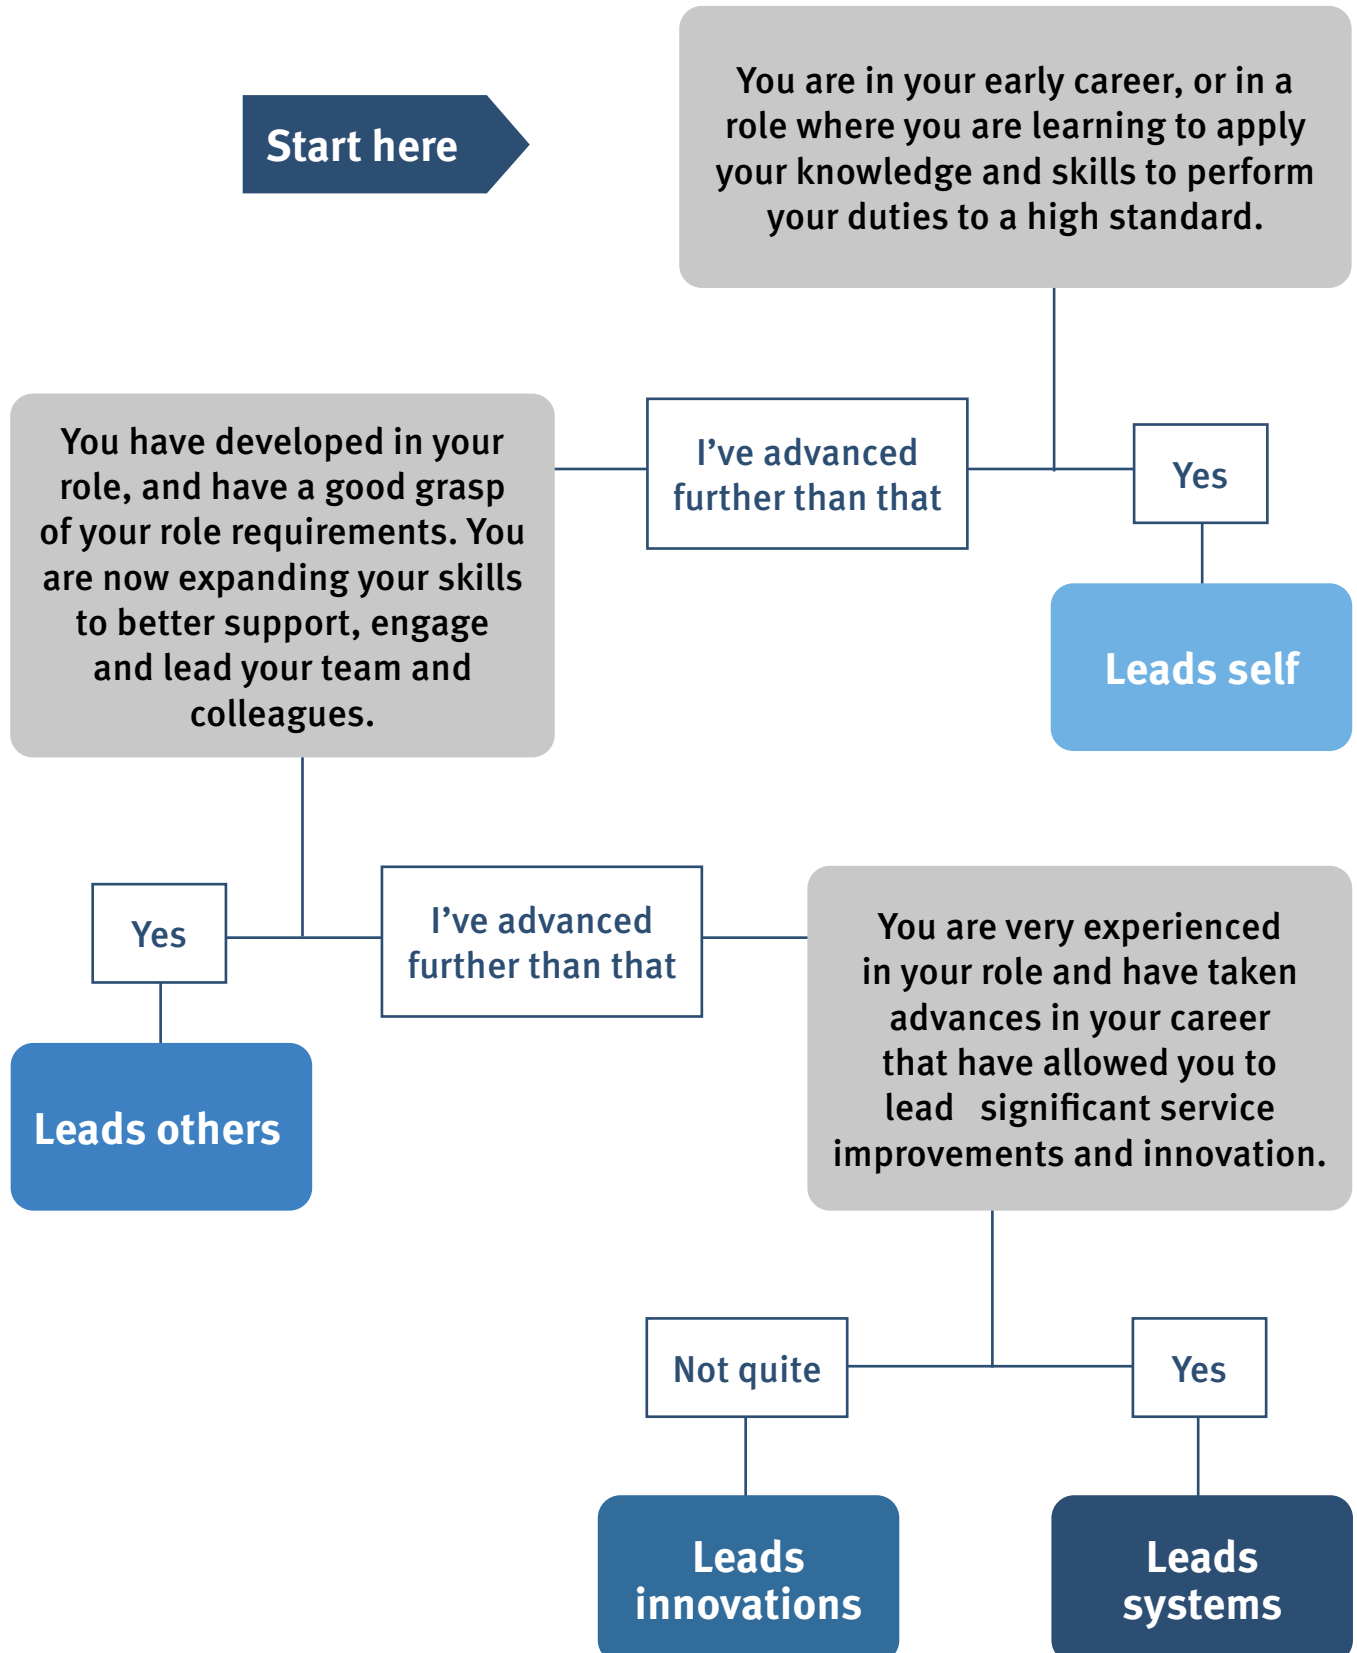 Start here
You are in your early career, or in a
role where you are learning to apply
your knowledge and skills to perform
your duties to a high standard.
I’ve advanced
further than that
Yes
Leads self
You have developed in your
role, and have a good grasp
of your role requirements. You
are now expanding your skills
to better support, engage
and lead your team and
colleagues.
Yes
I’ve advanced
further than that
Leads others
You are very experienced
in your role and have taken
advances in your career
that have allowed you to
lead significant service
improvements and innovation.
Not quite
Yes
Leads
innovations
Leads
systems